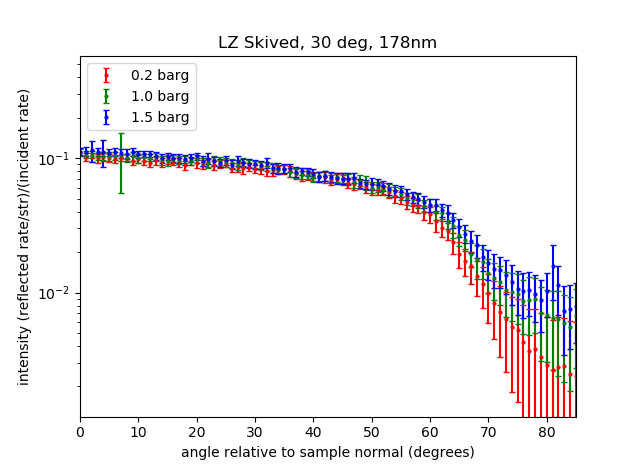 LZ Skived, 30 deg, 178nm
0.2 barg
1.0 barg
1.5 barg
intensity (reflected rate/str)/(incident rate)
10⁻¹
10⁻²
0 10 20 30 40 50 60 70 80
angle relative to sample normal (degrees)